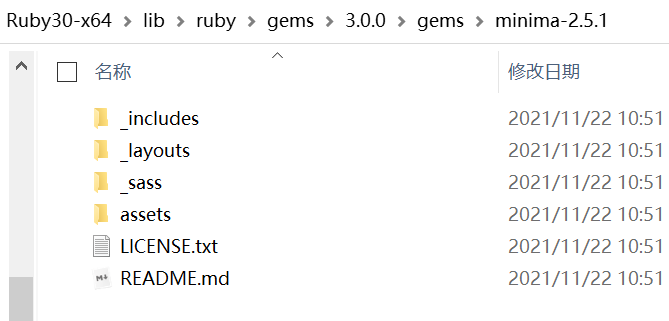 Ruby30-x64 > lib > ruby > gems > 3.0.0 > gems > minima-2.5.1
名称 修改日期
_includes 2021/11/22 10:51
_layouts 2021/11/22 10:51
_sass 2021/11/22 10:51
assets 2021/11/22 10:51
LICENSE.txt 2021/11/22 10:51
README.md 2021/11/22 10:51